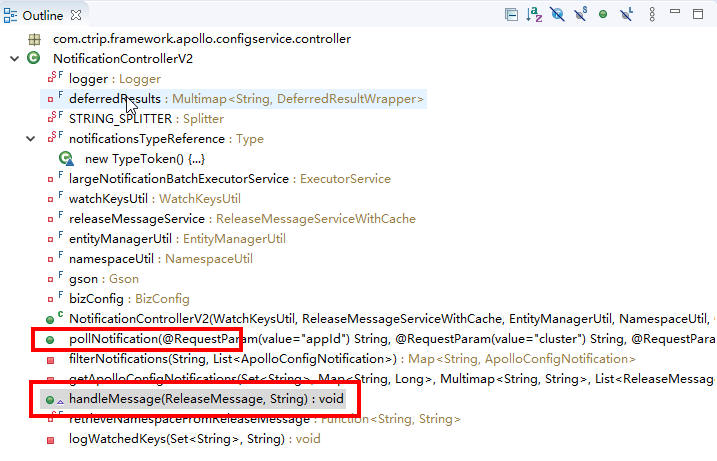 Outline
com.ctrip.framework.apollo.configservice.controller
NotificationControllerV2
logger : Logger
deferredResults : Multimap<String, DeferredResultWrapper>
STRING_SPLITTER : Splitter
notificationsTypeReference : Type
new TypeToken() {...}
largeNotificationBatchExecutorService : ExecutorService
watchKeysUtil : WatchKeysUtil
releaseMessageService : ReleaseMessageServiceWithCache
entityManagerUtil : EntityManagerUtil
namespaceUtil : NamespaceUtil
gson : Gson
bizConfig : BizConfig
NotificationControllerV2(WatchKeysUtil, ReleaseMessageServiceWithCache, EntityManagerUtil, NamespaceUtil, G
pollNotification(@RequestParam(value="appId") String, @RequestParam(value="cluster") String, @RequestPara
filterNotifications(String, List<ApolloConfigNotification>) : Map<String, ApolloConfigNotification>
getApolloConfigNotifications(Set<String>, Map<String, Long>, Multimap<String, String>, List<ReleaseMessag
handleMessage(ReleaseMessage, String) : void
retrieveNamespaceFromReleaseMessage : Function<String, String>
logWatchedKeys(Set<String>, String) : void